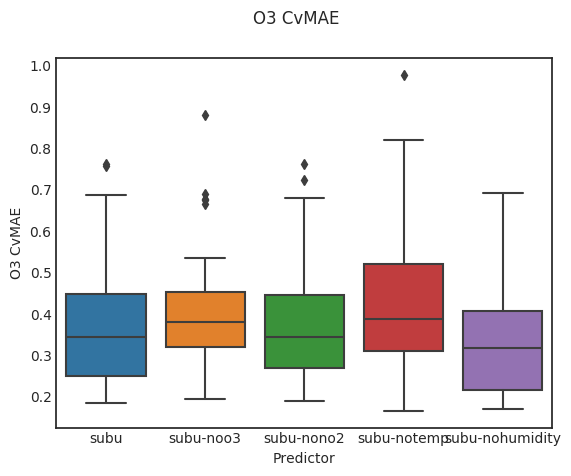 O3 CvMAE
1.0
0.9
0.8
0.7
0.6
0.5
0.4
0.3
0.2
O3 CvMAE
subu subu-noo3 subu-nono2 subu-notemp subu-nohumidity
Predictor